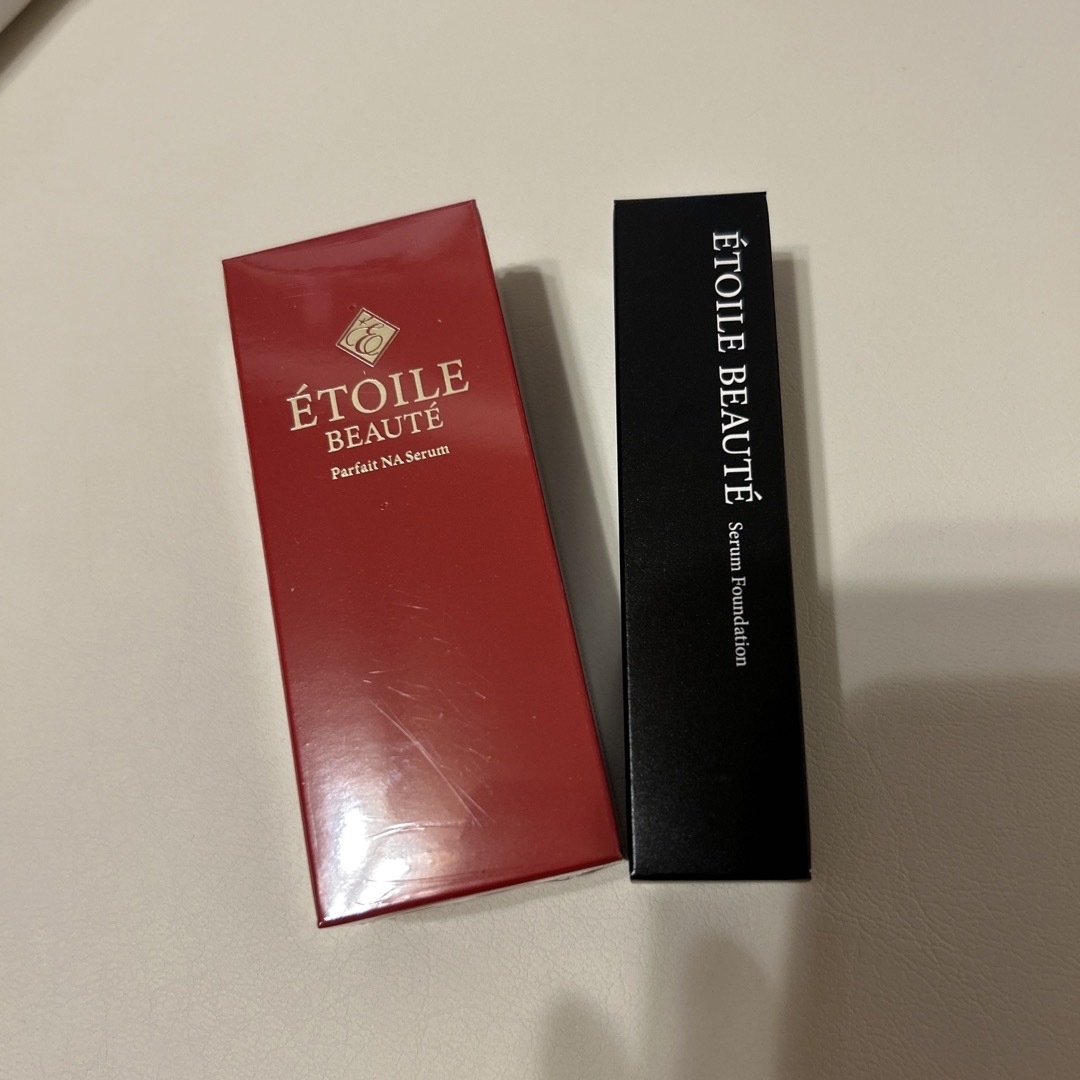 E
ÉTOILE
BEAUTÉ
Parfait NA Serum
ÉTOILE BEAUTÉ Serum Foundation